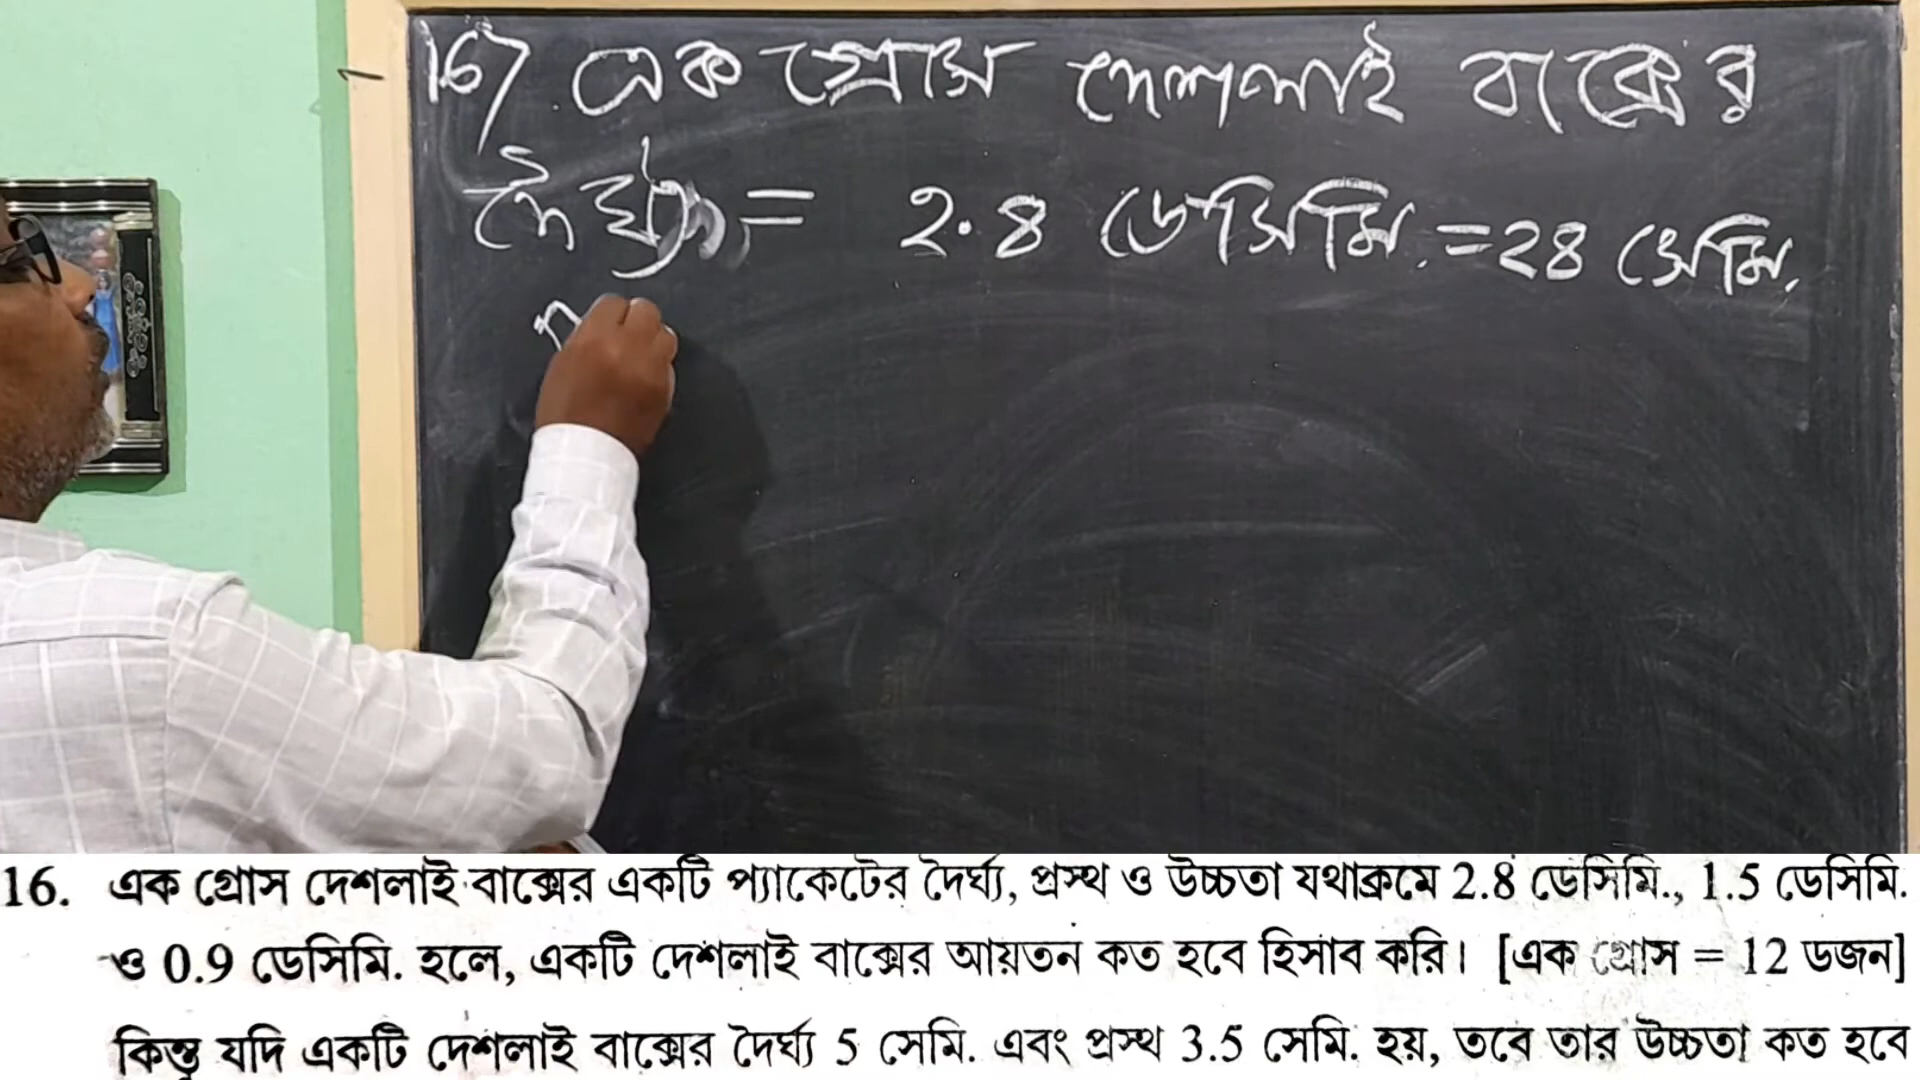 16) এক গ্রোস দেশলাই বাক্সের
দৈর্ঘ্য = 2.8 ডেসিমি. = 28 সেমি.
16. এক গ্রোস দেশলাই বাক্সের একটি প্যাকেটের দৈর্ঘ্য, প্রস্থ ও উচ্চতা যথাক্রমে 2.8 ডেসিমি., 1.5 ডেসিমি.
ও 0.9 ডেসিমি. হলে, একটি দেশলাই বাক্সের আয়তন কত হবে হিসাব করি। [এক গ্রোস = 12 ডজন]
কিন্তু যদি একটি দেশলাই বাক্সের দৈর্ঘ্য 5 সেমি. এবং প্রস্থ 3.5 সেমি. হয়, তবে তার উচ্চতা কত হবে